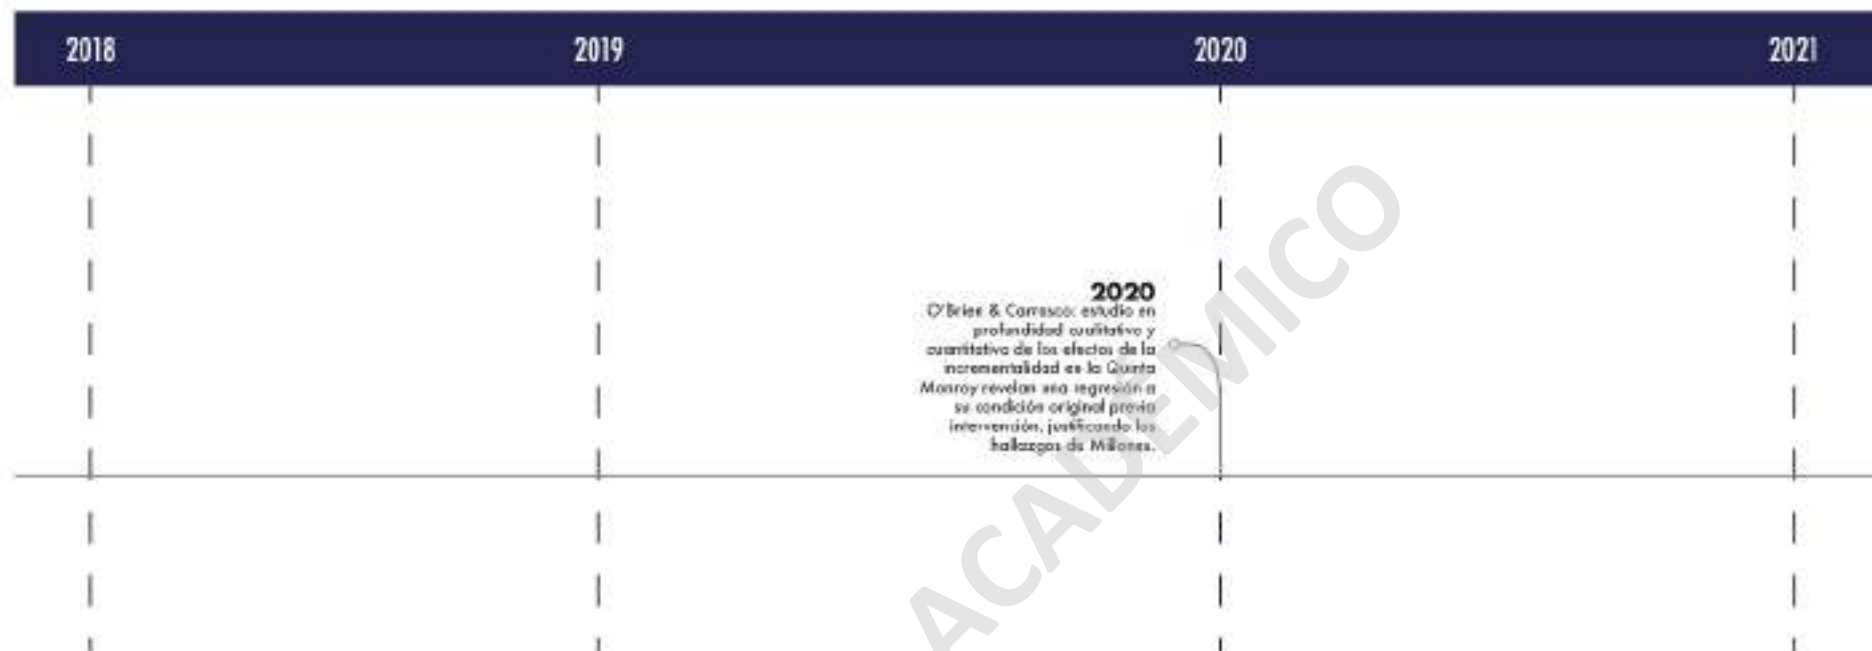 2018 2019 2020 2021
2020
O'Brien & Carrasco: estudio en
profundidad cualitativo y
cuantitativo de los efectos de la
incrementalidad en la Quinta
Monroy revelan una regresión a
su condición original previa
intervención, justificando los
hallazgos de Millones.
ACADÉMICO